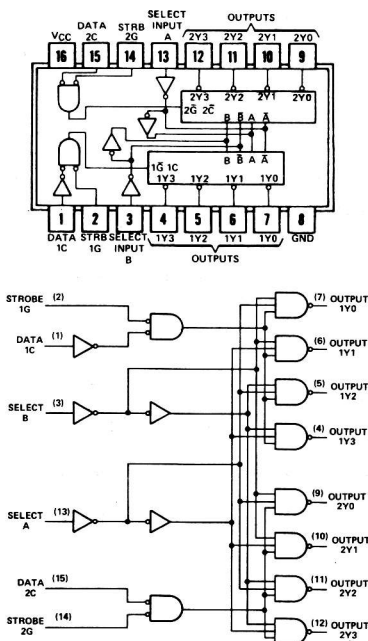 DATA STRB SELECT INPUT OUTPUTS
VCC 2C 2G A 2Y3 2Y2 2Y1 2Y0
16 15 14 13 12 11 10 9
2Y3 2Y2 2Y1 2Y0
2G̅ 2C̅
B B̅ A A̅
B B̅ A A̅
1G̅ 1C
1Y3 1Y2 1Y1 1Y0
1 2 3 4 5 6 7 8
DATA 1C STRB 1G SELECT INPUT B 1Y3 1Y2 1Y1 1Y0 GND
OUTPUTS
STROBE 1G (2)
DATA 1C (1)
SELECT B (3)
SELECT A (13)
DATA 2C (15)
STROBE 2G (14)
(7) OUTPUT 1Y0
(6) OUTPUT 1Y1
(5) OUTPUT 1Y2
(4) OUTPUT 1Y3
(9) OUTPUT 2Y0
(10) OUTPUT 2Y1
(11) OUTPUT 2Y2
(12) OUTPUT 2Y3